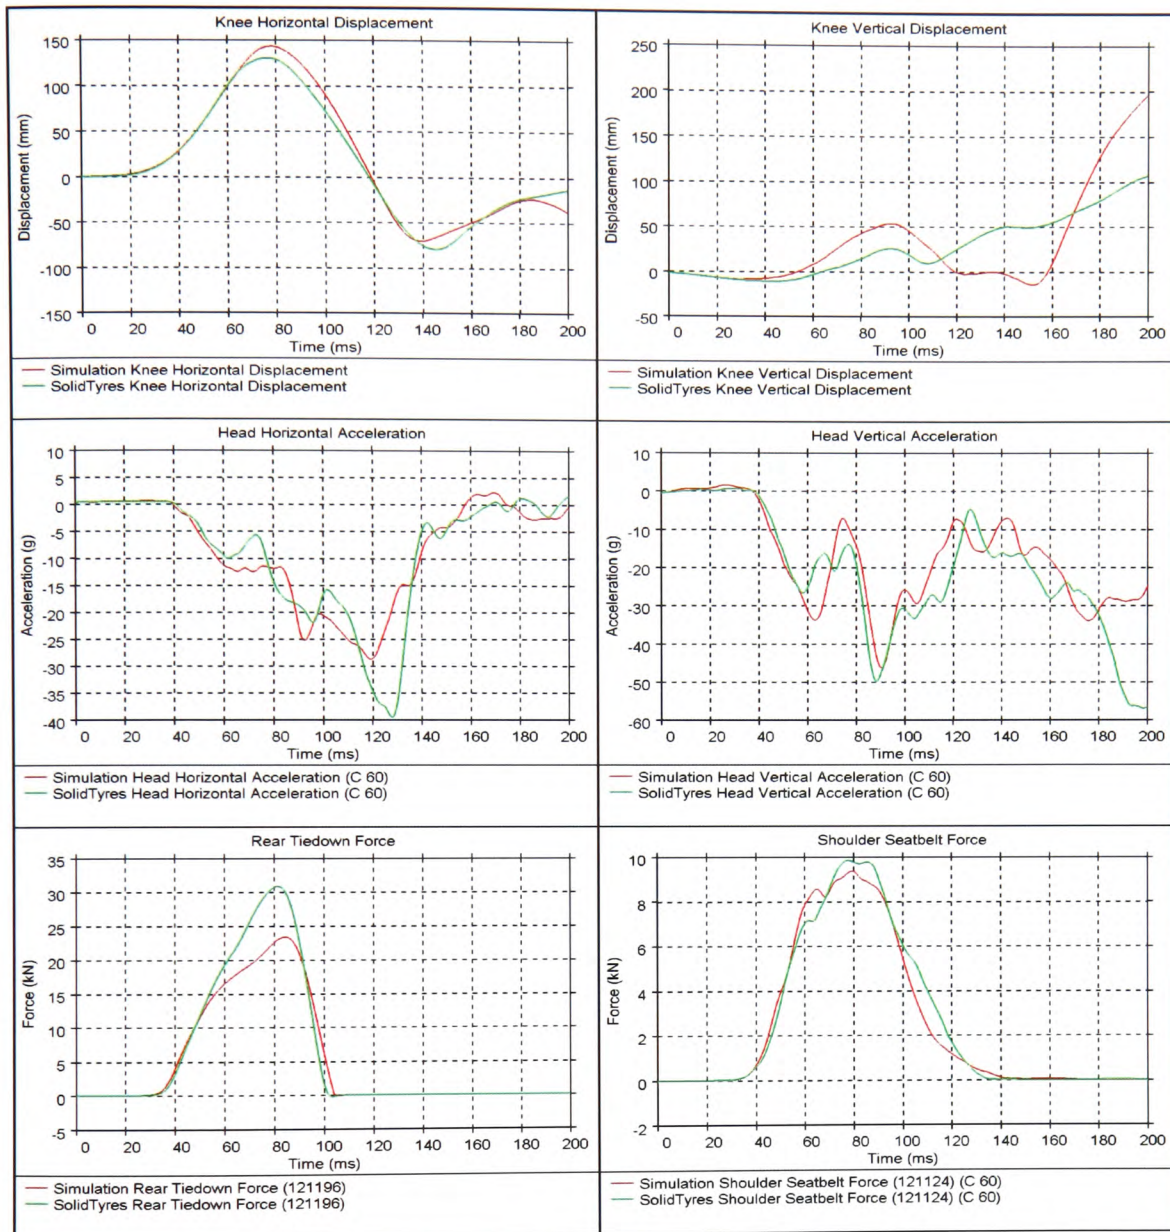 Knee Horizontal Displacement
150
100
50
0
-50
-100
-150
Displacement (mm)
0 20 40 60 80 100 120 140 160 180 200
Time (ms)
Simulation Knee Horizontal Displacement
SolidTyres Knee Horizontal Displacement
Knee Vertical Displacement
250
200
150
100
50
0
-50
Displacement (mm)
0 20 40 60 80 100 120 140 160 180 200
Time (ms)
Simulation Knee Vertical Displacement
SolidTyres Knee Vertical Displacement
Head Horizontal Acceleration
10
5
0
-5
-10
-15
-20
-25
-30
-35
-40
Acceleration (g)
0 20 40 60 80 100 120 140 160 180 200
Time (ms)
Simulation Head Horizontal Acceleration (C 60)
SolidTyres Head Horizontal Acceleration (C 60)
Head Vertical Acceleration
10
0
-10
-20
-30
-40
-50
-60
Acceleration (g)
0 20 40 60 80 100 120 140 160 180 200
Time (ms)
Simulation Head Vertical Acceleration (C 60)
SolidTyres Head Vertical Acceleration (C 60)
Rear Tiedown Force
35
30
25
20
15
10
5
0
-5
Force (kN)
0 20 40 60 80 100 120 140 160 180 200
Time (ms)
Simulation Rear Tiedown Force (121196)
SolidTyres Rear Tiedown Force (121196)
Shoulder Seatbelt Force
10
8
6
4
2
0
-2
Force (kN)
0 20 40 60 80 100 120 140 160 180 200
Time (ms)
Simulation Shoulder Seatbelt Force (121124) (C 60)
SolidTyres Shoulder Seatbelt Force (121124) (C 60)